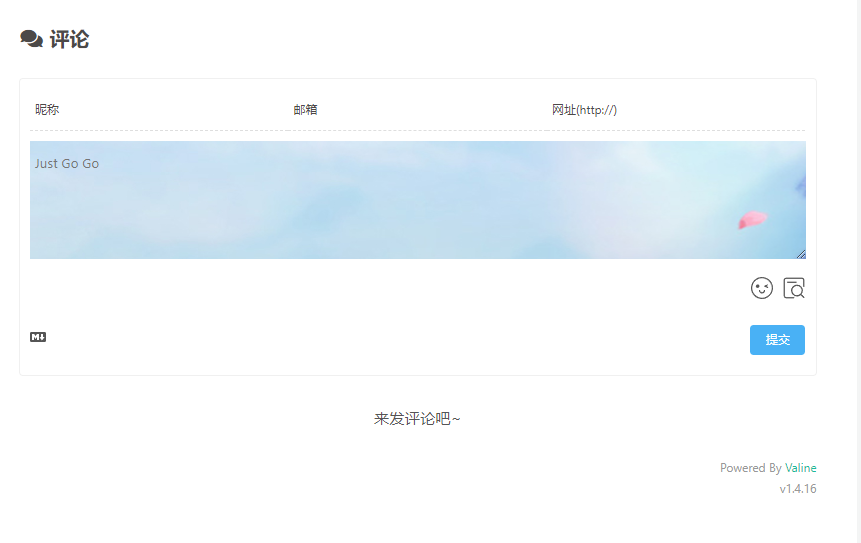 评论
昵称 邮箱 网址(http://)
Just Go Go
M↓ 提交
来发评论吧~
Powered By Valine
v1.4.16